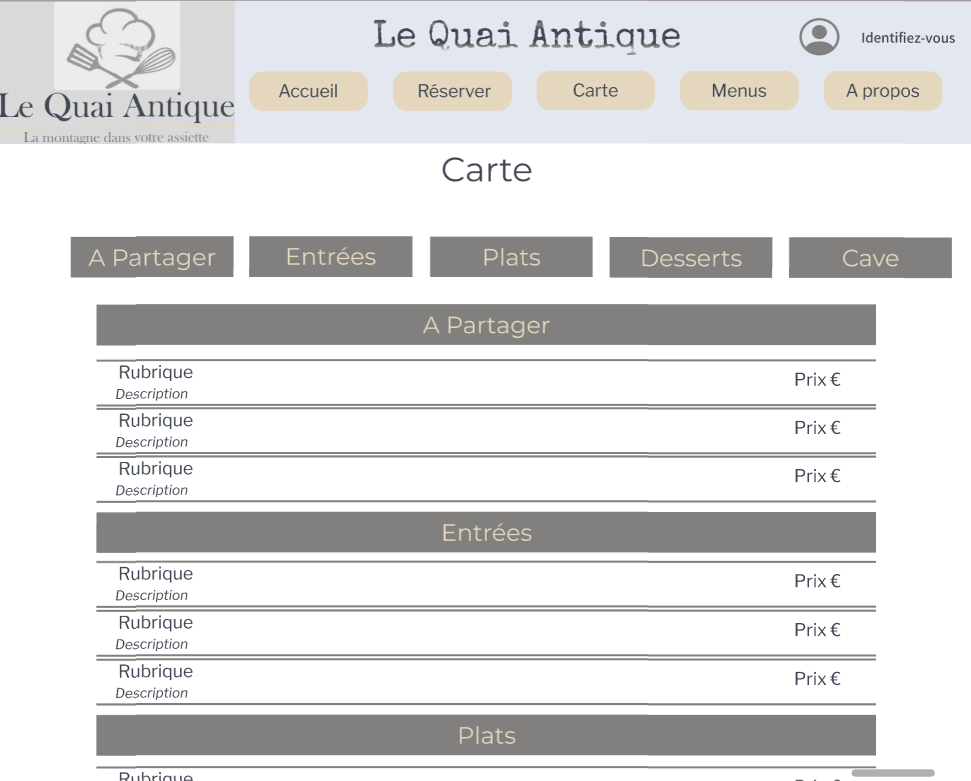 Le Quai Antique
La montagne dans votre assiette
Le Quai Antique
Identifiez-vous
Accueil
Réserver
Carte
Menus
A propos
Carte
A Partager
Entrées
Plats
Desserts
Cave
A Partager
Rubrique
Prix €
Description
Rubrique
Prix €
Description
Rubrique
Prix €
Description
Entrées
Rubrique
Prix €
Description
Rubrique
Prix €
Description
Rubrique
Prix €
Description
Plats
Rubrique
Prix €